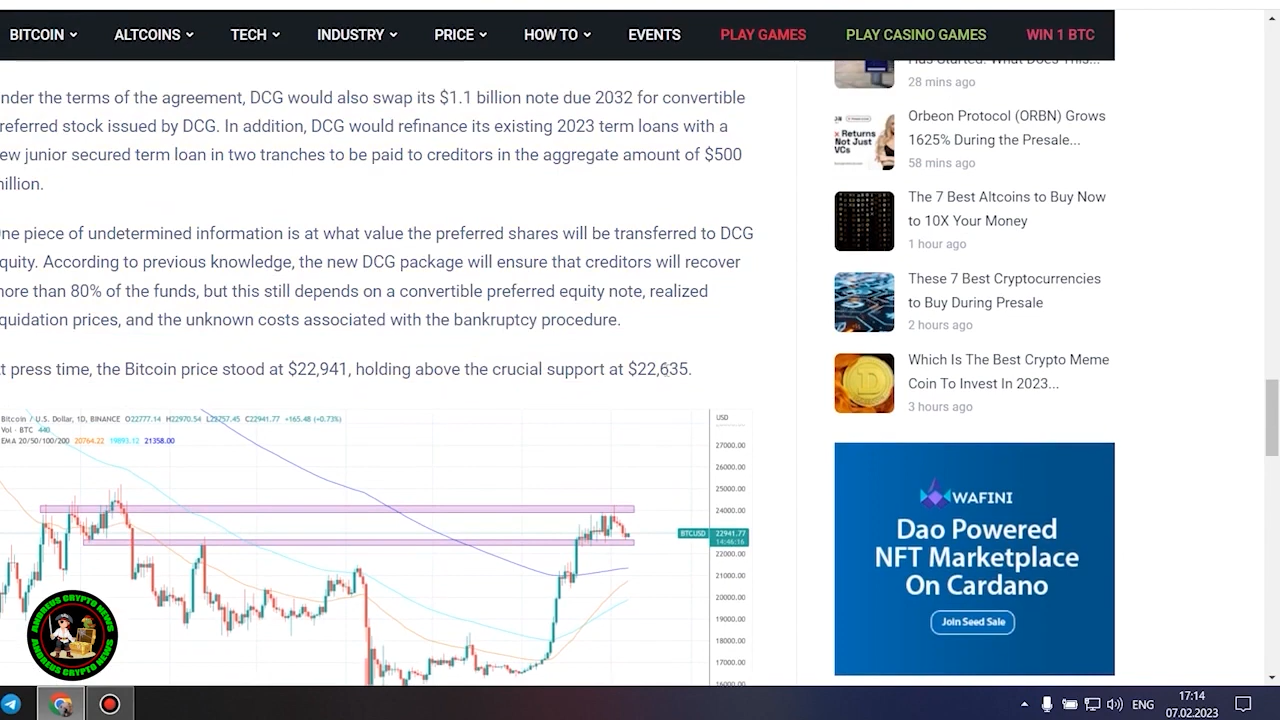 BITCOIN ALTCOINS TECH INDUSTRY PRICE HOW TO EVENTS PLAY GAMES PLAY CASINO GAMES WIN 1 BTC
nder the terms of the agreement, DCG would also swap its $1.1 billion note due 2032 for convertible
referred stock issued by DCG. In addition, DCG would refinance its existing 2023 term loans with a
ew junior secured term loan in two tranches to be paid to creditors in the aggregate amount of $500
illion.
ne piece of undetermined information is at what value the preferred shares will be transferred to DCG
quity. According to previous knowledge, the new DCG package will ensure that creditors will recover
ore than 80% of the funds, but this still depends on a convertible preferred equity note, realized
quidation prices, and the unknown costs associated with the bankruptcy procedure.
t press time, the Bitcoin price stood at $22,941, holding above the crucial support at $22,635.
Bitcoin / U.S. Dollar, 1D, BINANCE O22777.14 H22970.54 L22757.45 C22941.77 +165.48 (+0.73%)
Vol · BTC 440
EMA 20/50/100/200 20764.22 19893.12 21358.00
USD
27000.00
26000.00
25000.00
24000.00
BTCUSD 22941.77
14:46:16
22000.00
21000.00
20000.00
19000.00
18000.00
17000.00
16000.00
ANDREUS CRYPTO NEWS
ANDREUS CRYPTO NEWS
Has Started. What Does This...
28 mins ago
Returns
Not Just
VCs
Orbeon Protocol (ORBN) Grows
1625% During the Presale...
58 mins ago
The 7 Best Altcoins to Buy Now
to 10X Your Money
1 hour ago
These 7 Best Cryptocurrencies
to Buy During Presale
2 hours ago
Which Is The Best Crypto Meme
Coin To Invest In 2023...
3 hours ago
WAFINI
Dao Powered
NFT Marketplace
On Cardano
Join Seed Sale
ENG
17:14
07.02.2023